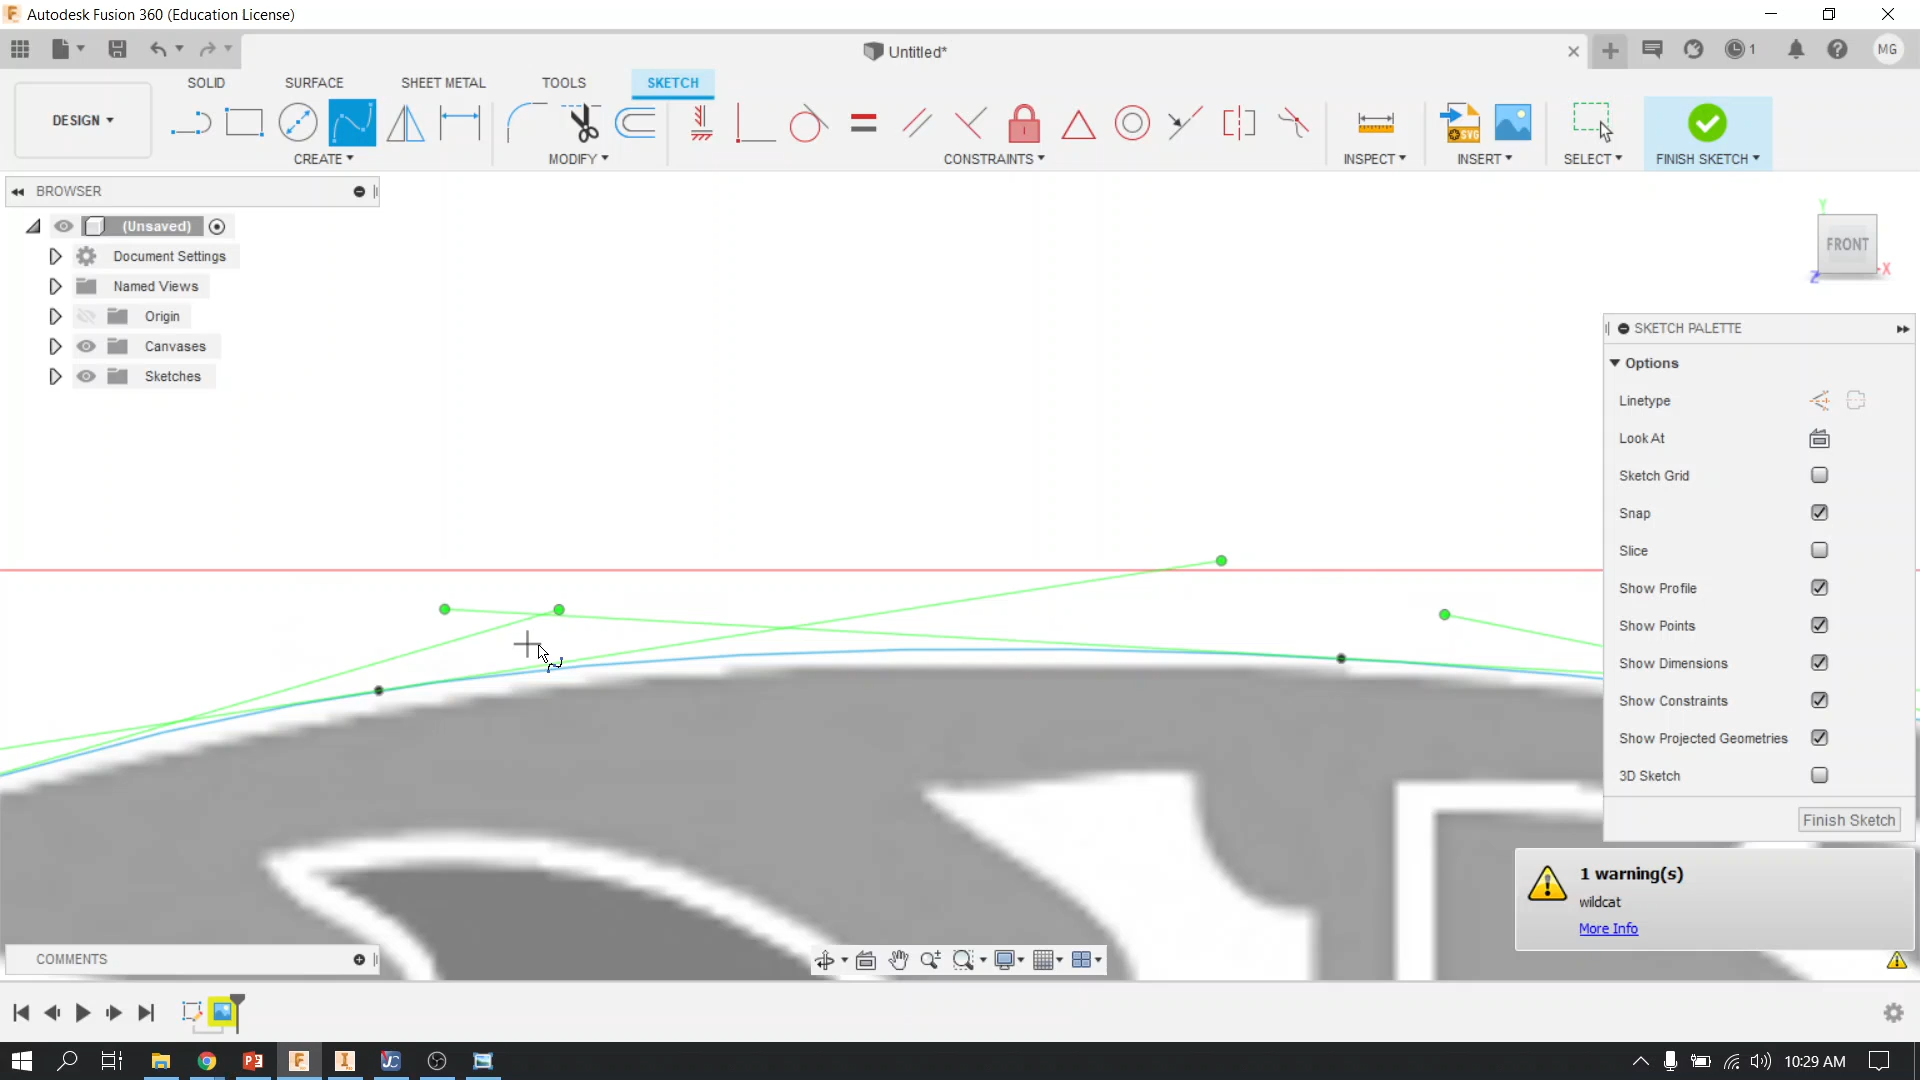 Autodesk Fusion 360 (Education License)
Untitled*
1
MG
DESIGN
SOLID
SURFACE
SHEET METAL
TOOLS
SKETCH
CREATE
MODIFY
CONSTRAINTS
INSPECT
SVG
INSERT
SELECT
FINISH SKETCH
BROWSER
(Unsaved)
Document Settings
Named Views
Origin
Canvases
Sketches
Y
FRONT
X
Z
SKETCH PALETTE
Options
Linetype
Look At
Sketch Grid
Snap
Slice
Show Profile
Show Points
Show Dimensions
Show Constraints
Show Projected Geometries
3D Sketch
Finish Sketch
1 warning(s)
wildcat
More Info
COMMENTS
10:29 AM